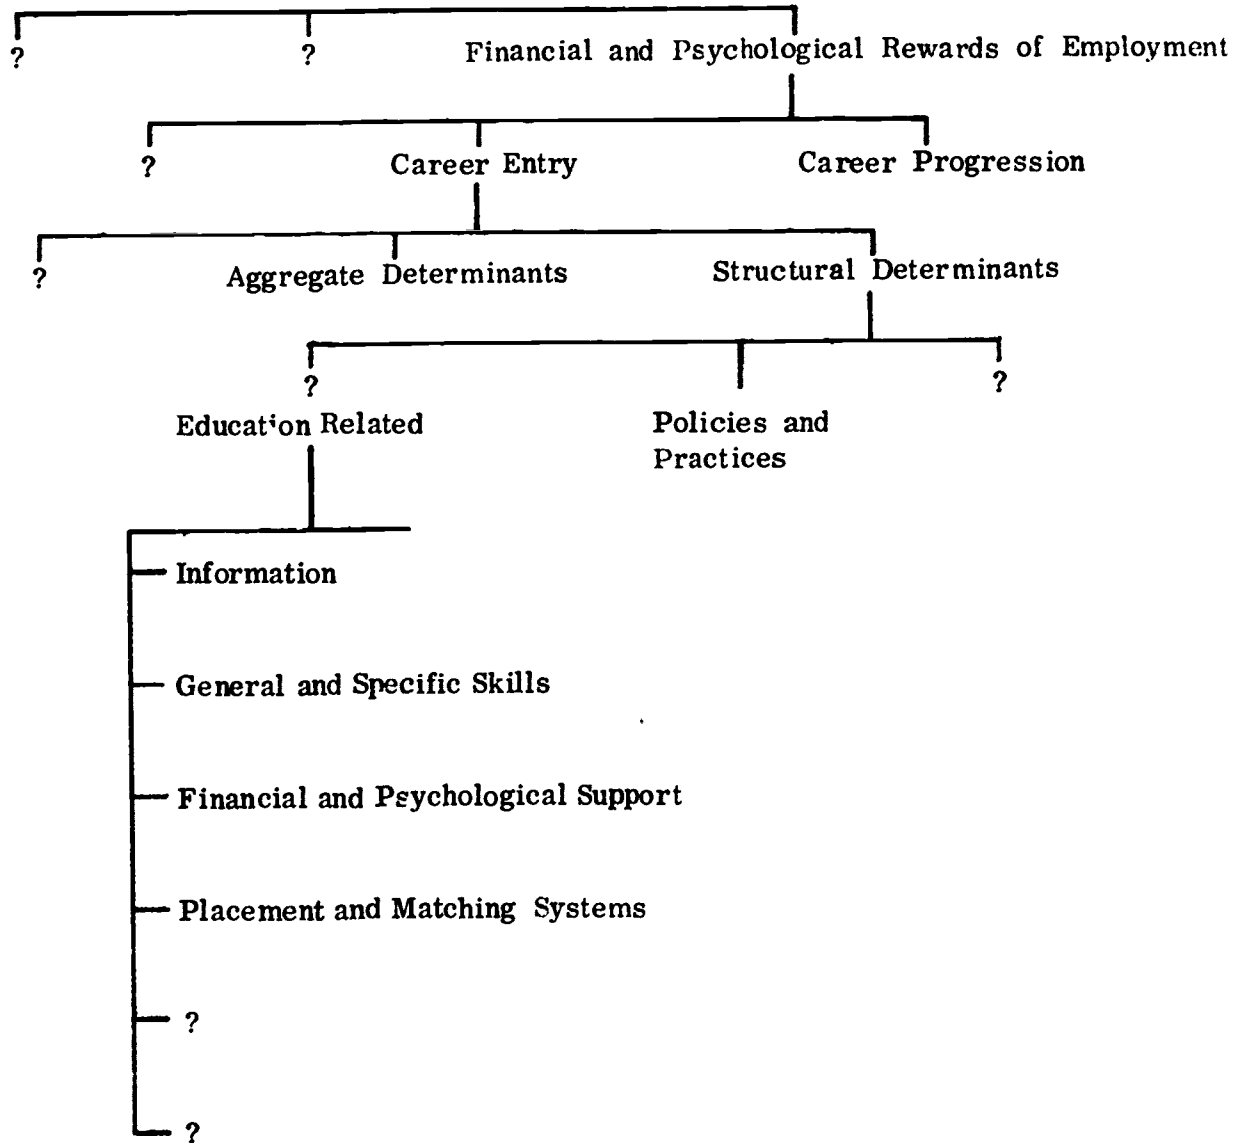 ? ? Financial and Psychological Rewards of Employment
? Career Entry Career Progression
? Aggregate Determinants Structural Determinants
? ?
Education Related Policies and
Practices
Information
General and Specific Skills
Financial and Psychological Support
Placement and Matching Systems
?
?